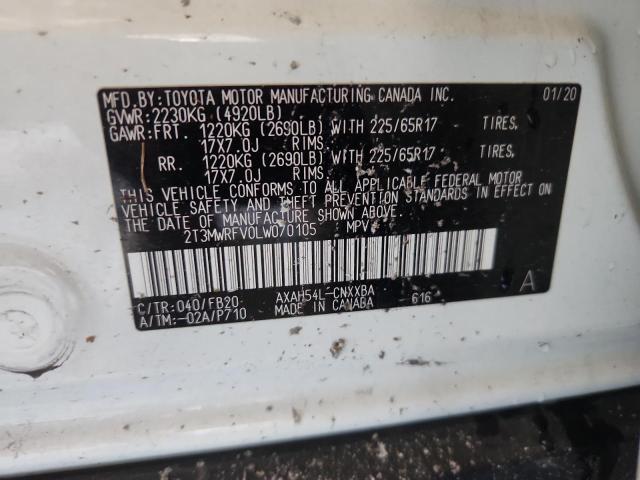 MFD.BY:TOYOTA MOTOR MANUFACTURING CANADA INC. 01/20
GVWR:2230KG (4920LB)
GAWR:FRT. 1220KG (2690LB) WITH 225/65R17 TIRES.
17X7.0J RIMS.
RR. 1220KG (2690LB) WITH 225/65R17 TIRES.
17X7.0J RIMS.
THIS VEHICLE CONFORMS TO ALL APPLICABLE FEDERAL MOTOR
VEHICLE SAFETY AND THEFT PREVENTION STANDARDS IN EFFECT ON
THE DATE OF MANUFACTURE SHOWN ABOVE.
2T3MWRFV0LW070105 MPV
C/TR:040/FB20 AXAH54L-CNXXBA 616 A
A/TM:-02A/P710 MADE IN CANADA